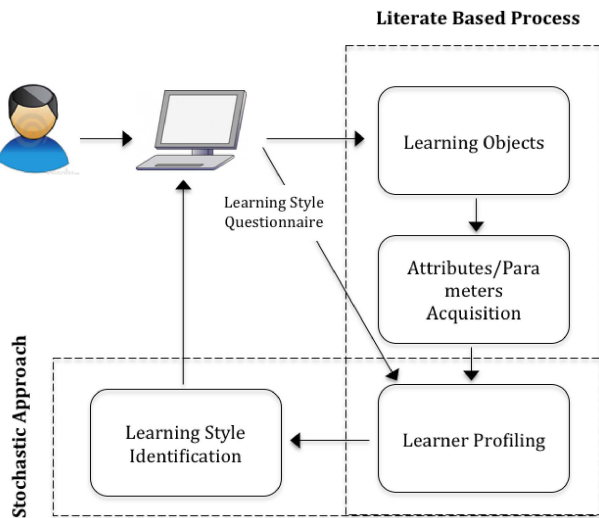 Literate Based Process
Learning Objects
Learning Style
Questionnaire
Attributes/Para
meters
Acquisition
Stochastic Approach
Learning Style
Identification
Learner Profiling